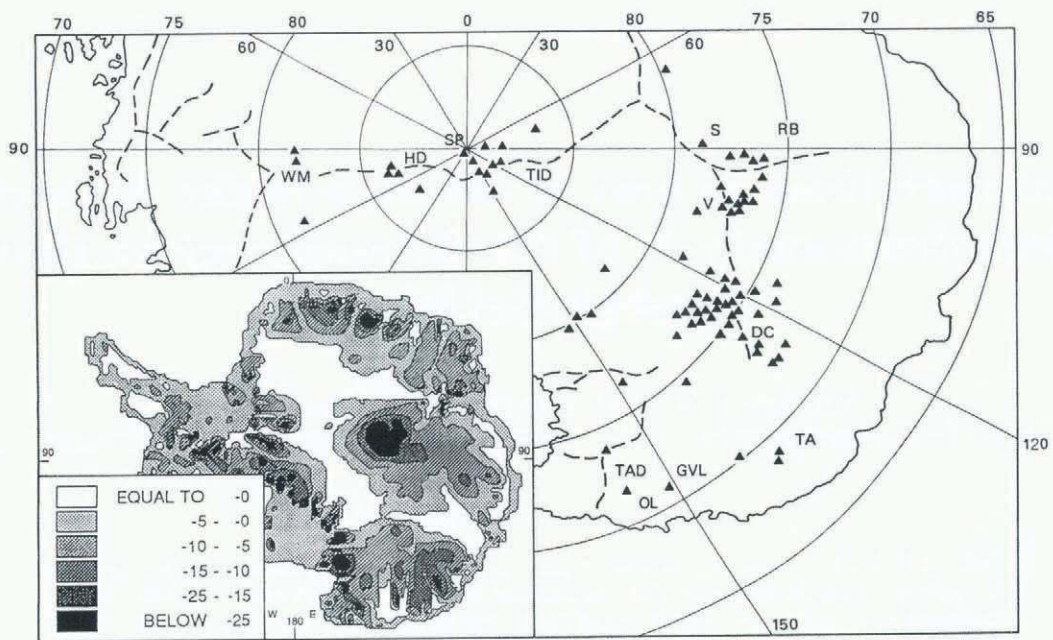 70 80 0 80 75 70 65
60 30 30 60
SP S RB
90 HD 90
WM TID
V
0
DC
TA
120
90 90
TAD GVL
OL
EQUAL TO -0
-5 - -0
-10 - -5
-15 - -10
-25 - -15
BELOW -25
W E
180
150